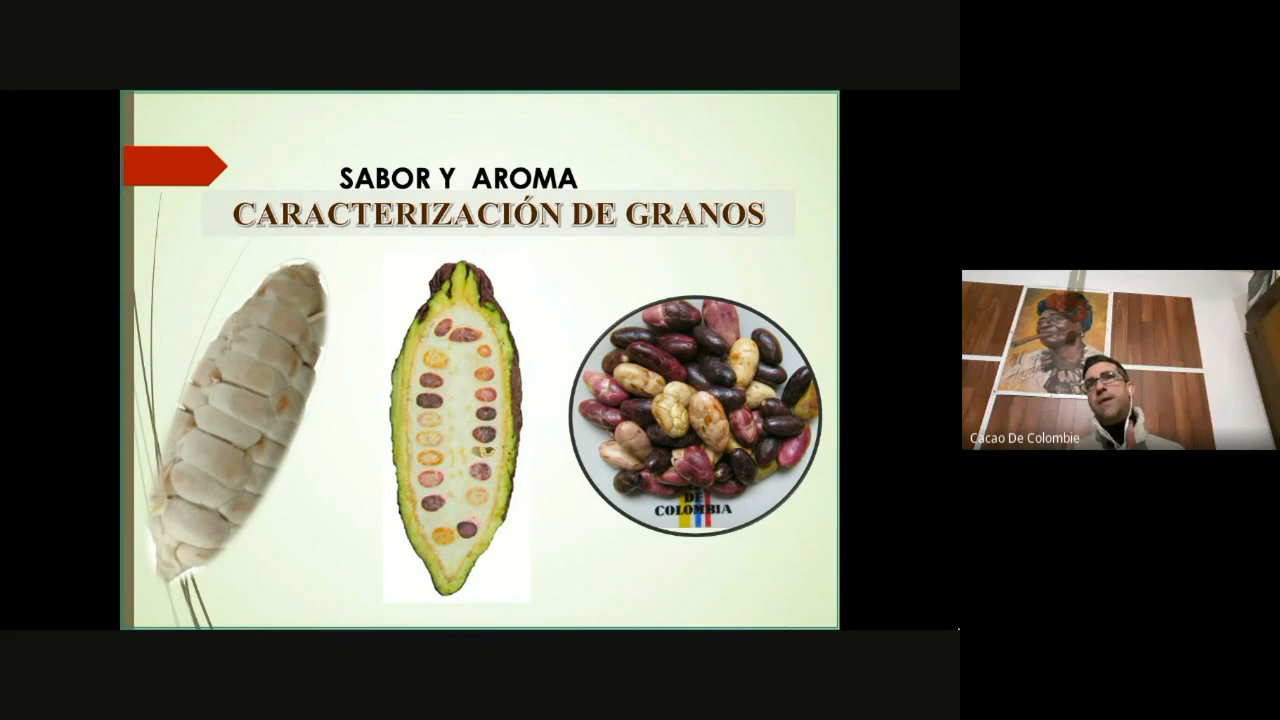 SABOR Y AROMA
CARACTERIZACIÓN DE GRANOS
DE
COLOMBIA
Cacao De Colombie